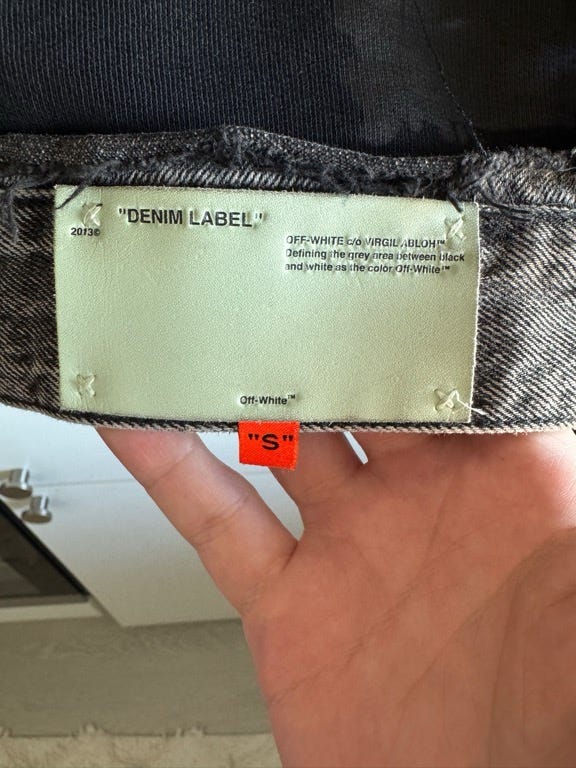 "DENIM LABEL"
2013©
OFF-WHITE c/o VIRGIL ABLOH™
Defining the grey area between black
and white as the color Off-White™
Off-White™
"S"